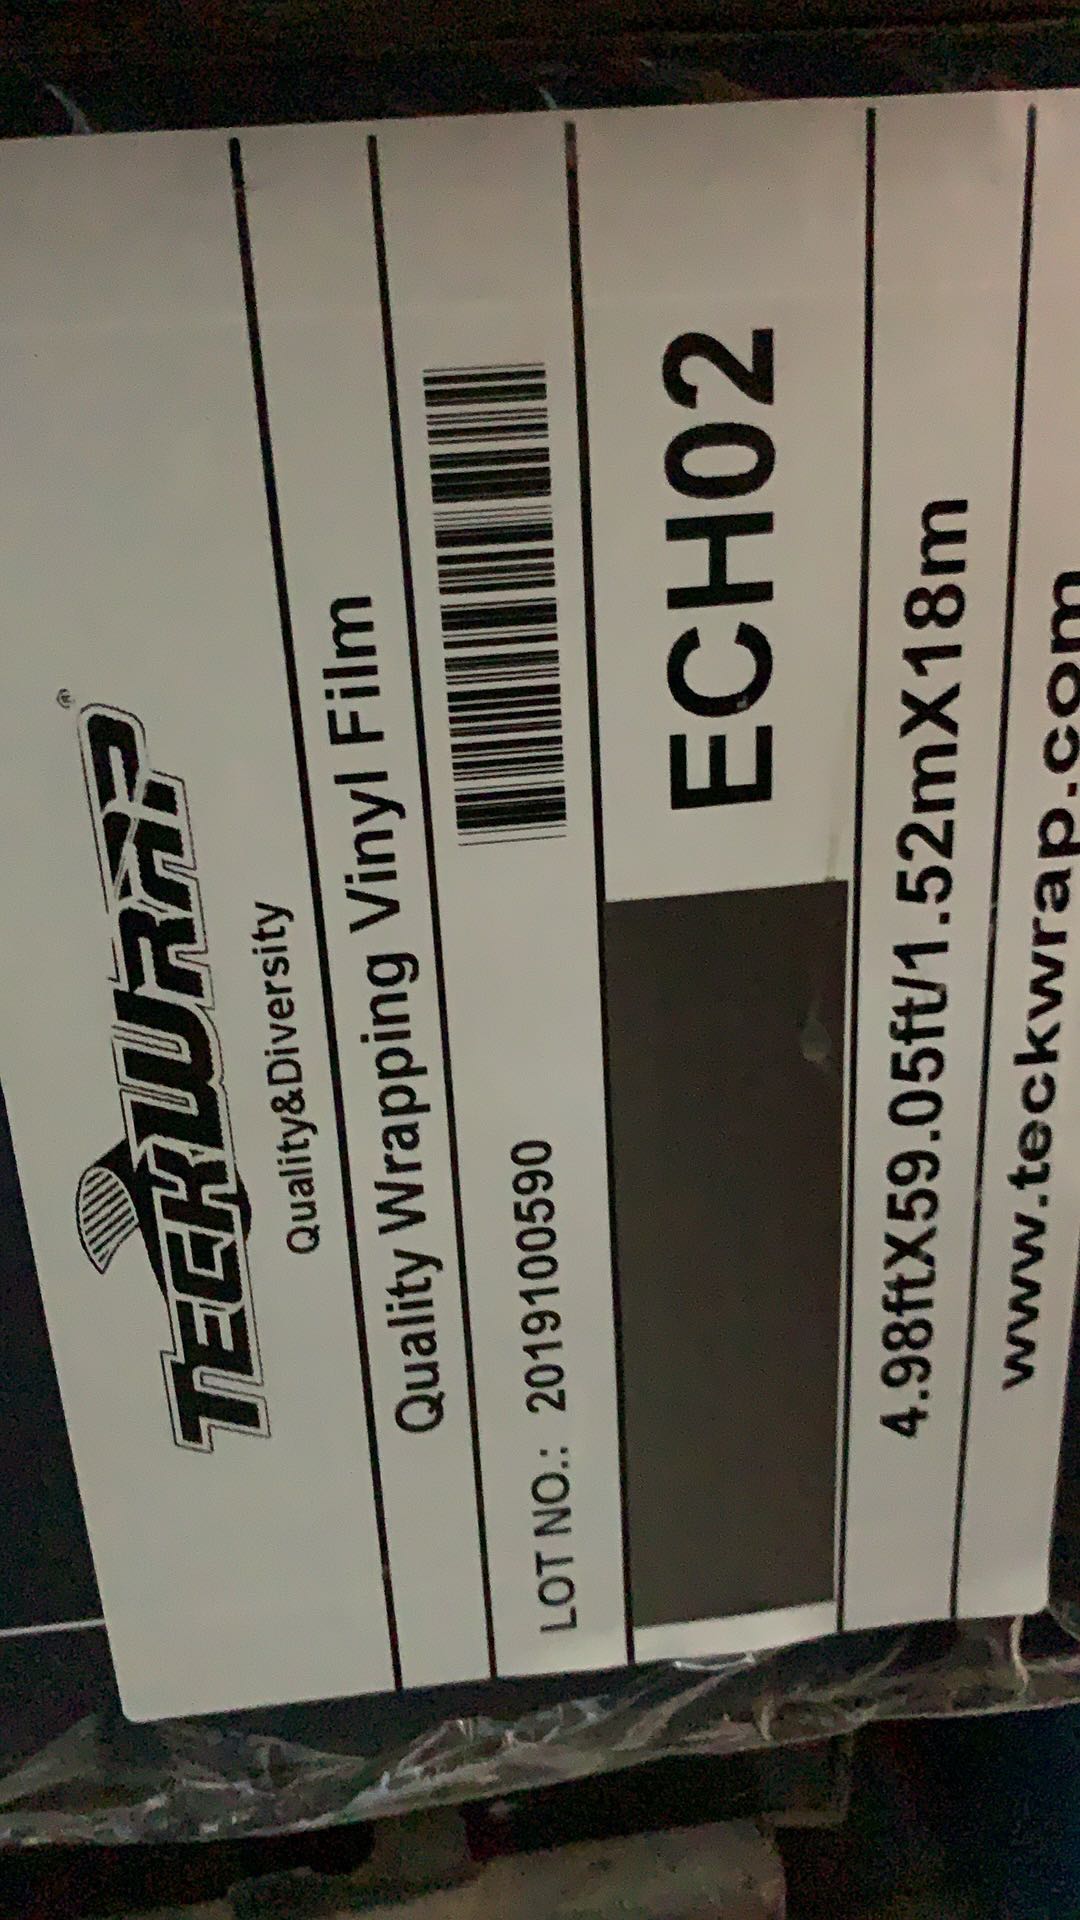 TECKWRAP®
Quality&Diversity
Quality Wrapping Vinyl Film
LOT NO.: 2019100590
ECH02
4.98ftX59.05ft/1.52mX18m
www.teckwrap.com